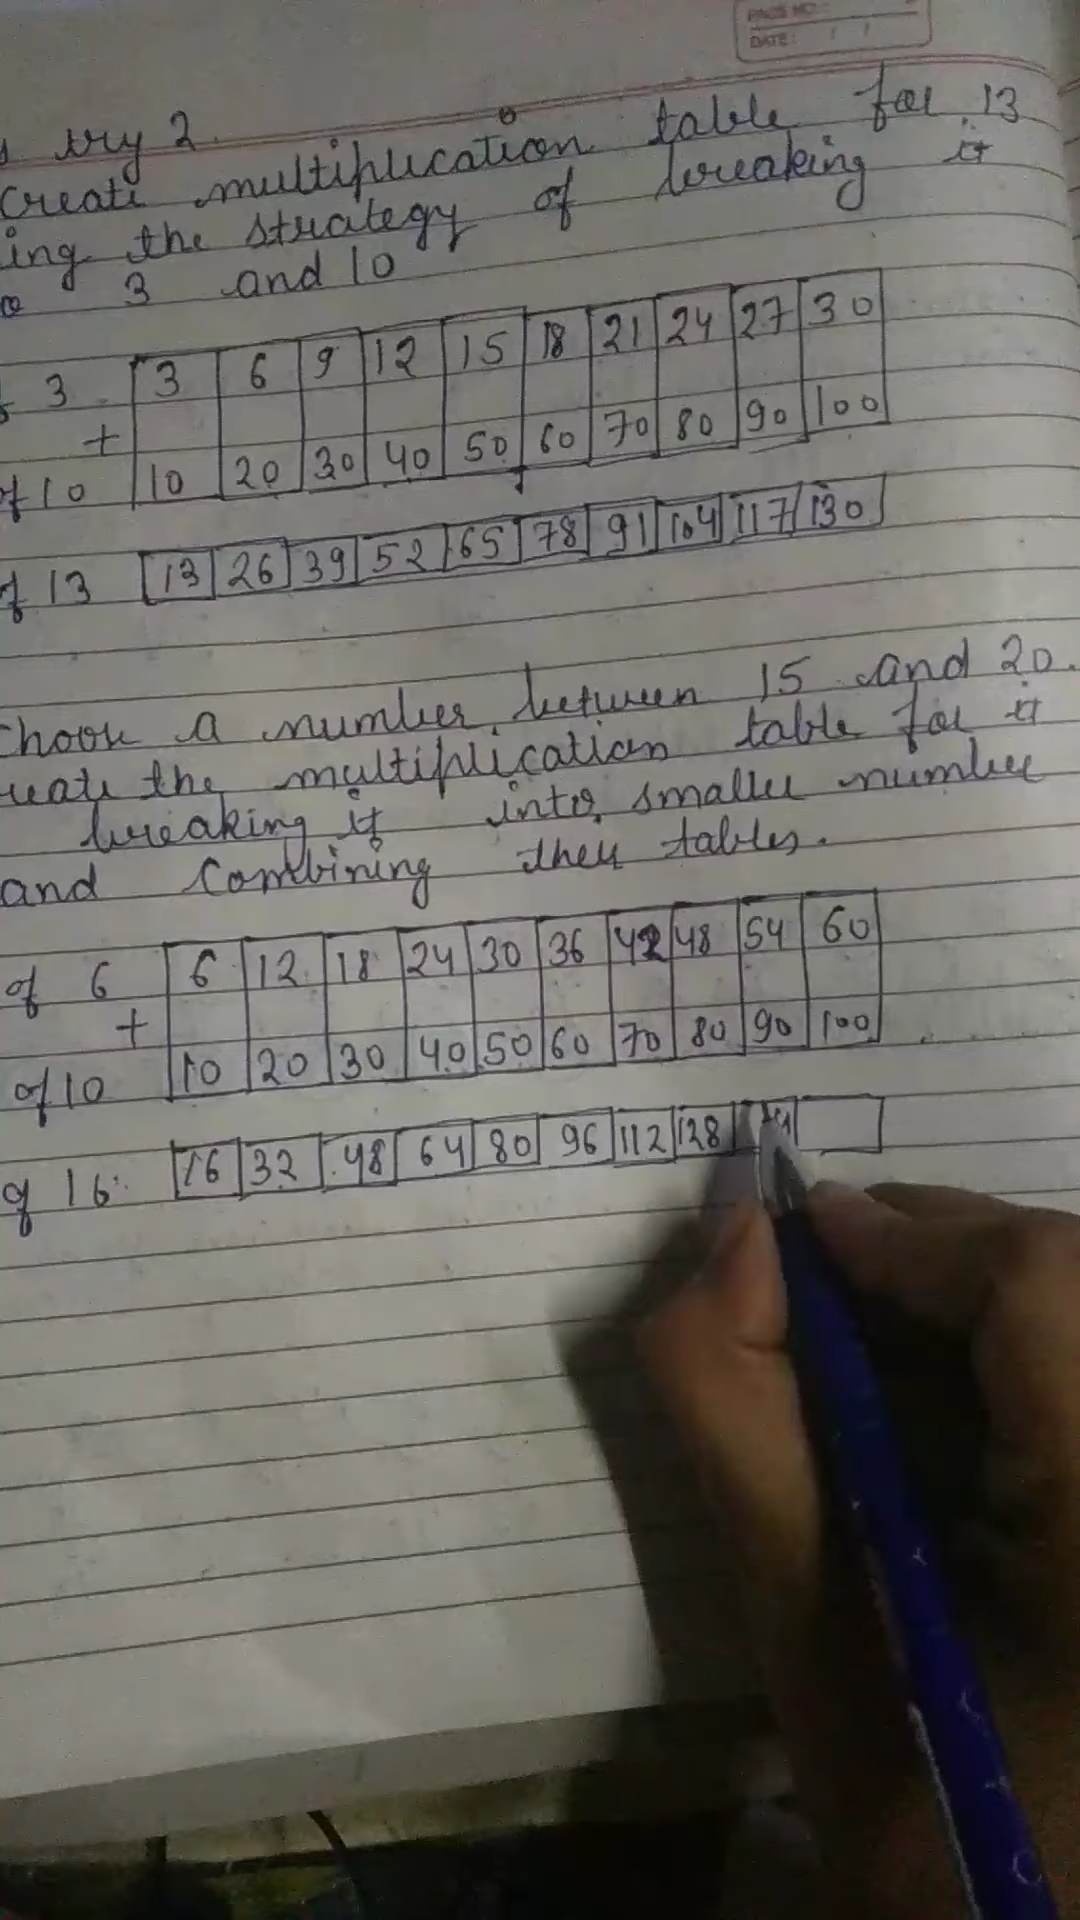 PAGE NO.:
DATE: / /
try 2
Create multiplication table for 13
ing the strategy of breaking it
3 and 10
3 3 6 9 12 15 18 21 24 27 30
+
of 10 10 20 30 40 50 60 70 80 90 100
of 13 13 26 39 52 65 78 91 104 117 130
hoose a number between 15 and 20.
reate the multiplication table for it
breaking it into smaller number
and combining their tables.
of 6 6 12 18 24 30 36 42 48 54 60
+
of 10 10 20 30 40 50 60 70 80 90 100
of 16 16 32 48 64 80 96 112 128